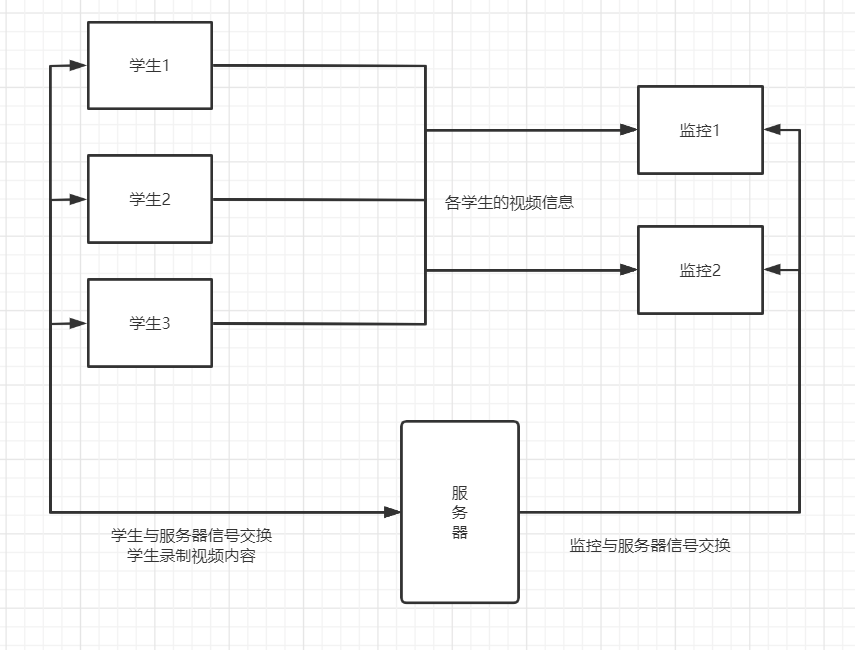 学生1
监控1
学生2
各学生的视频信息
监控2
学生3
服
务
器
学生与服务器信号交换
学生录制视频内容
监控与服务器信号交换